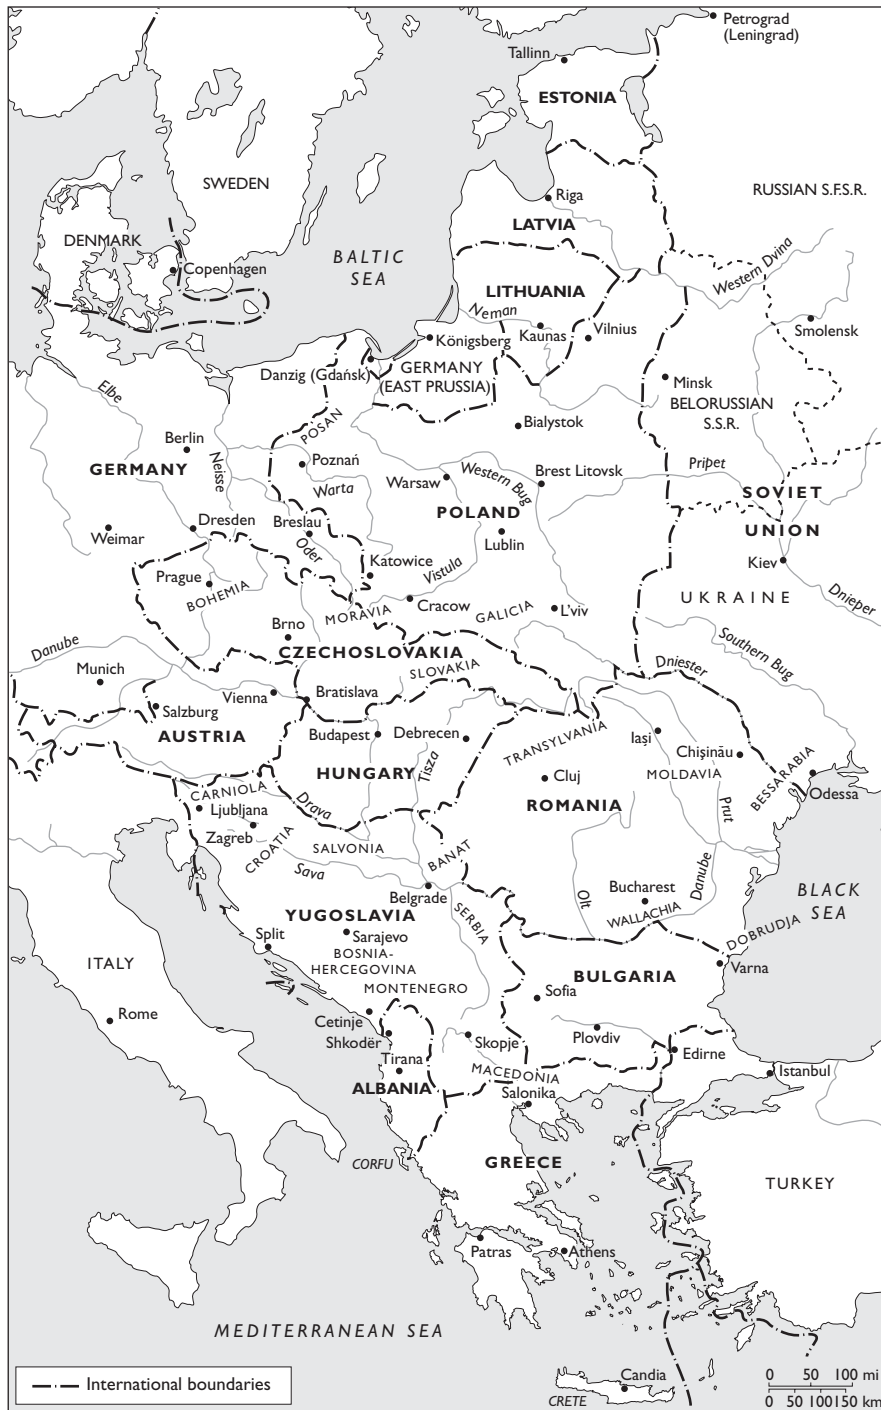 Petrograd
(Leningrad)
Tallinn
ESTONIA
SWEDEN
RUSSIAN S.F.S.R.
Riga
LATVIA
DENMARK
Copenhagen
BALTIC
SEA
Western Dvina
LITHUANIA
Neman
Kaunas
Vilnius
Smolensk
Königsberg
Danzig (Gdańsk)
GERMANY
(EAST PRUSSIA)
Minsk
BELORUSSIAN
S.S.R.
Elbe
POSAN
Bialystok
Berlin
GERMANY
Neisse
Poznań
Warta
Warsaw
Western Bug
Brest Litovsk
Pripet
POLAND
SOVIET
UNION
Weimar
Dresden
Breslau
Oder
Lublin
Katowice
Vistula
Kiev
Prague
BOHEMIA
MORAVIA
Cracow
GALICIA
L'viv
UKRAINE
Dnieper
Brno
CZECHOSLOVAKIA
SLOVAKIA
Southern Bug
Dniester
Danube
Munich
Salzburg
Vienna
Bratislava
AUSTRIA
Budapest
Debrecen
Tisza
HUNGARY
TRANSYLVANIA
Iași
Chișinău
MOLDAVIA
BESSARABIA
Odessa
Cluj
ROMANIA
Prut
CARNIOLA
Ljubljana
Drava
Zagreb
CROATIA
SALVONIA
Sava
BANAT
Belgrade
SERBIA
Olt
Bucharest
WALLACHIA
Danube
BLACK
SEA
DOBRUDJA
YUGOSLAVIA
Split
Sarajevo
BOSNIA-
HERCEGOVINA
MONTENEGRO
ITALY
Rome
BULGARIA
Varna
Sofia
Cetinje
Shkodër
Skopje
Plovdiv
Edirne
Tirana
ALBANIA
MACEDONIA
Salonika
Istanbul
CORFU
GREECE
TURKEY
Patras
Athens
MEDITERRANEAN SEA
Candia
CRETE
International boundaries
0 50 100 mi
0 50 100 150 km